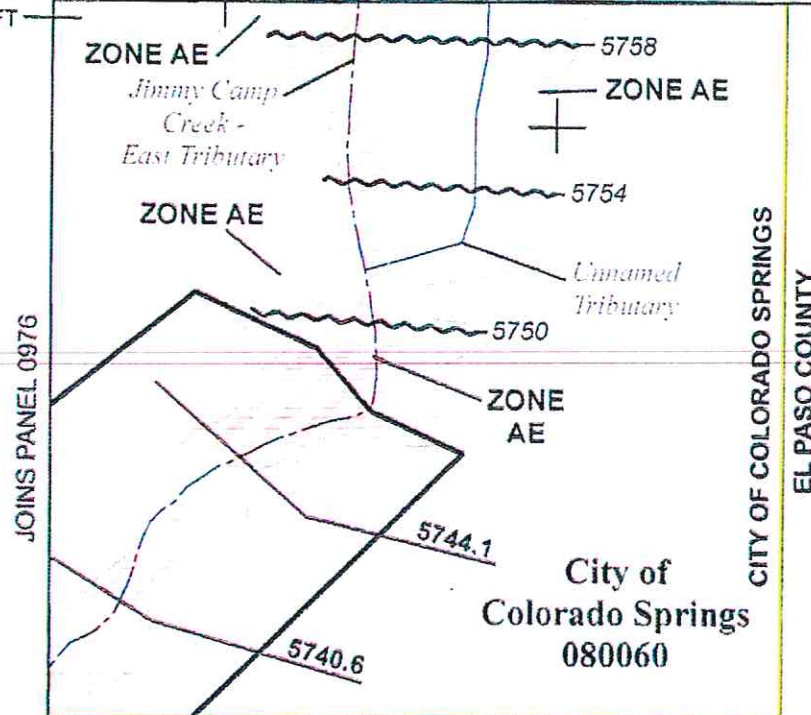 FT
ZONE AE
5758
Jimmy Camp
Creek -
East Tributary
ZONE AE
5754
ZONE AE
Unnamed
Tributary
5750
ZONE
AE
JOINS PANEL 0976
CITY OF COLORADO SPRINGS
EL PASO COUNTY
5744.1
City of
Colorado Springs
080060
5740.6